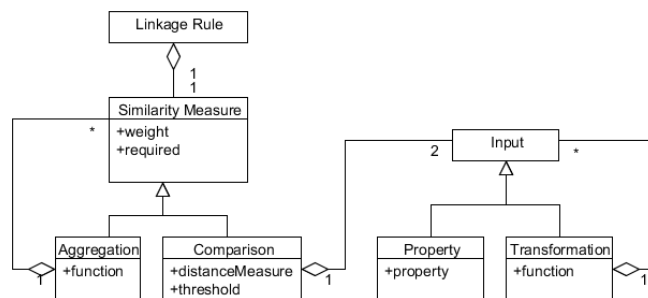 Linkage Rule
1
1
Similarity Measure
+weight
+required
*
2
Input
*
Aggregation
+function
1
Comparison
+distanceMeasure
+threshold
1
Property
+property
Transformation
+function
1